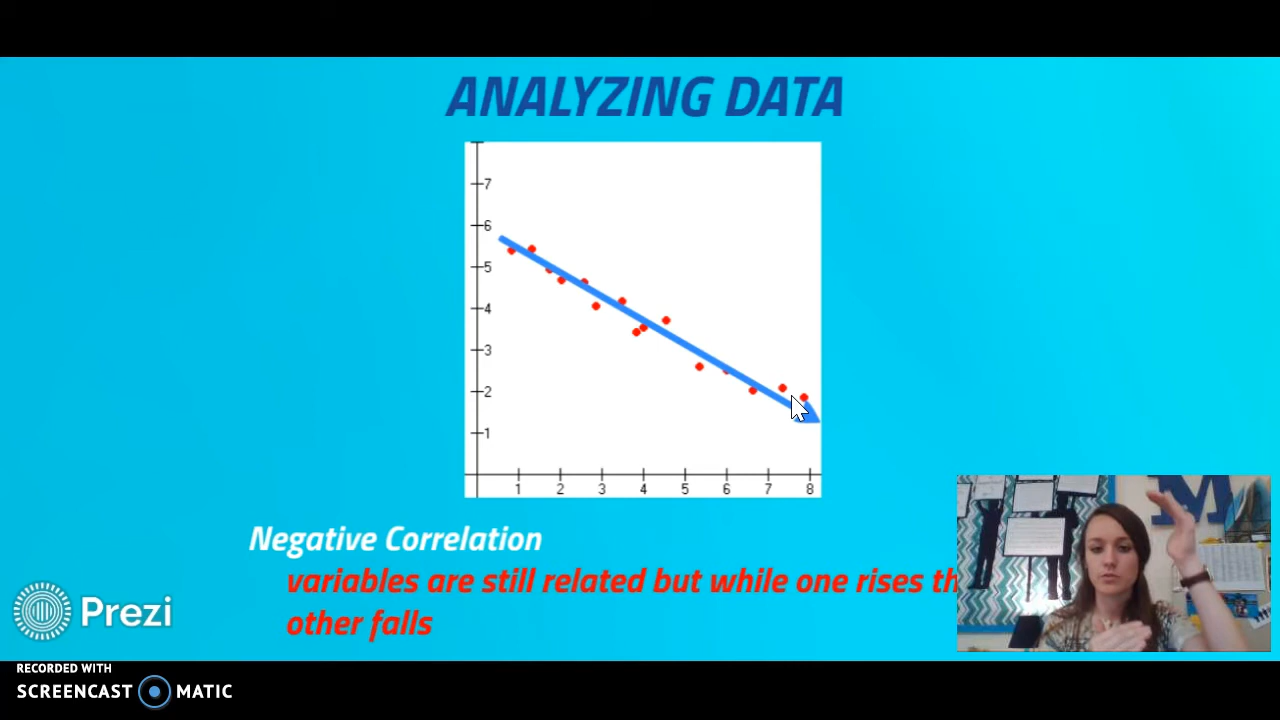 ANALYZING DATA
7
6
5
4
3
2
1
1 2 3 4 5 6 7 8
Negative Correlation
variables are still related but while one rises th
other falls
Prezi
RECORDED WITH
SCREENCAST MATIC
M